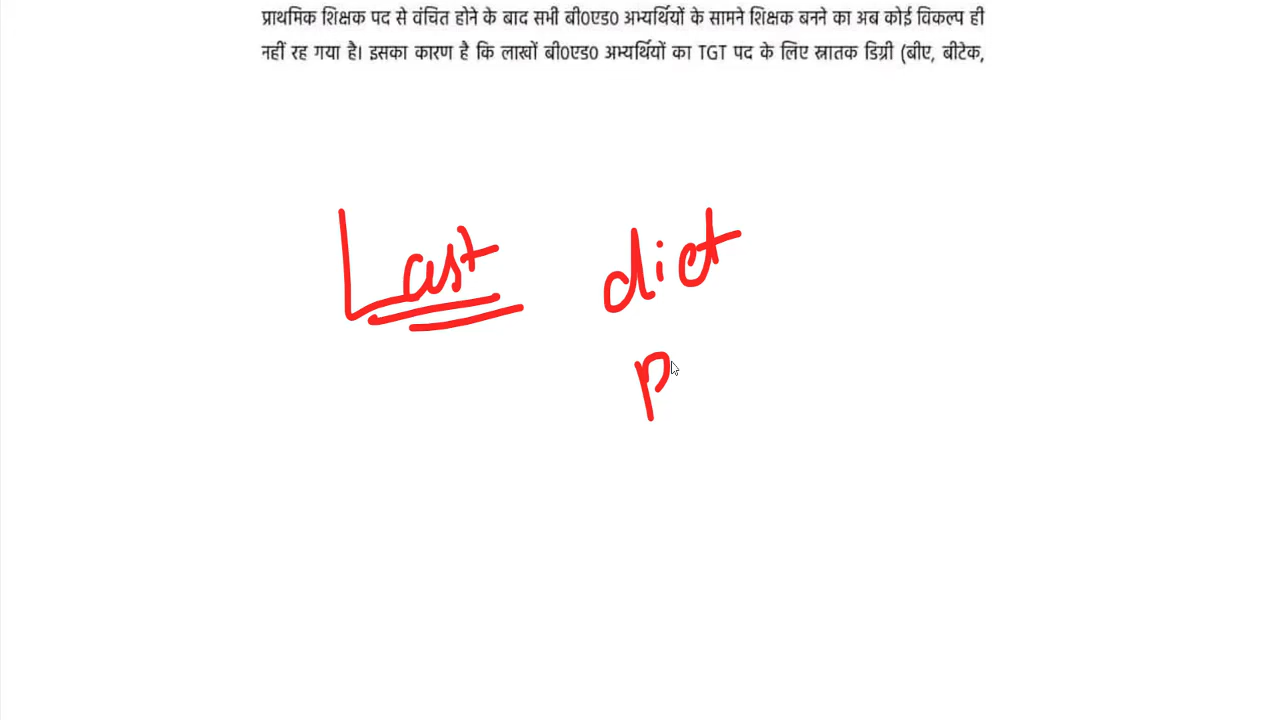 प्राथमिक शिक्षक पद से वंचित होने के बाद सभी बी0एड0 अभ्यर्थियों के सामने शिक्षक बनने का अब कोई विकल्प ही
नहीं रह गया है। इसका कारण है कि लाखों बी0एड0 अभ्यर्थियों का TGT पद के लिए स्नातक डिग्री (बीए, बीटेक,
Last diet
P